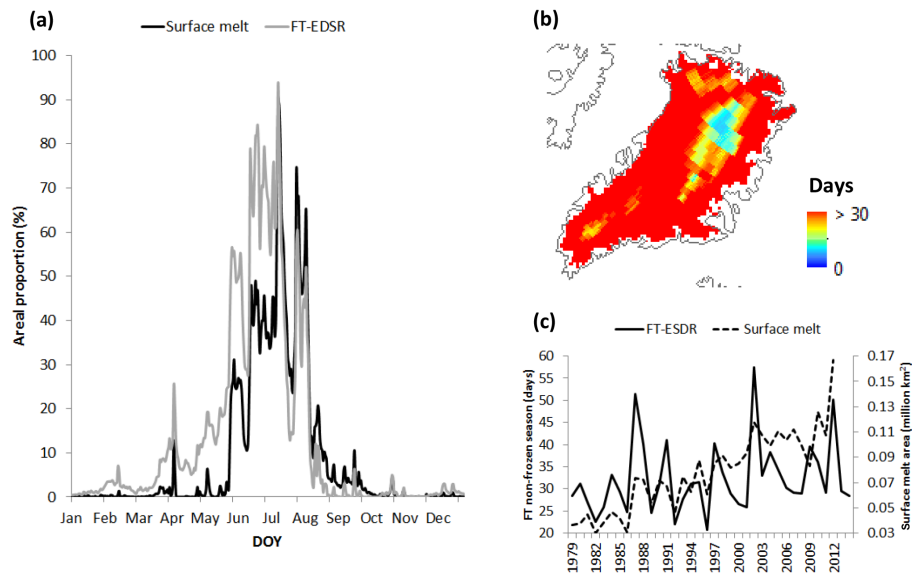 (a)
Surface melt FT-EDSR
Areal proportion (%)
100
90
80
70
60
50
40
30
20
10
0
Jan Feb Mar Apr May Jun Jul Aug Sep Oct Nov Dec
DOY
(b)
Days
> 30
0
(c)
FT-ESDR Surface melt
FT non-frozen season (days)
60
55
50
45
40
35
30
25
20
0.17
0.15
0.13
0.11
0.09
0.07
0.05
0.03
Surface melt area (million km²)
1979 1982 1985 1988 1991 1994 1997 2000 2003 2006 2009 2012